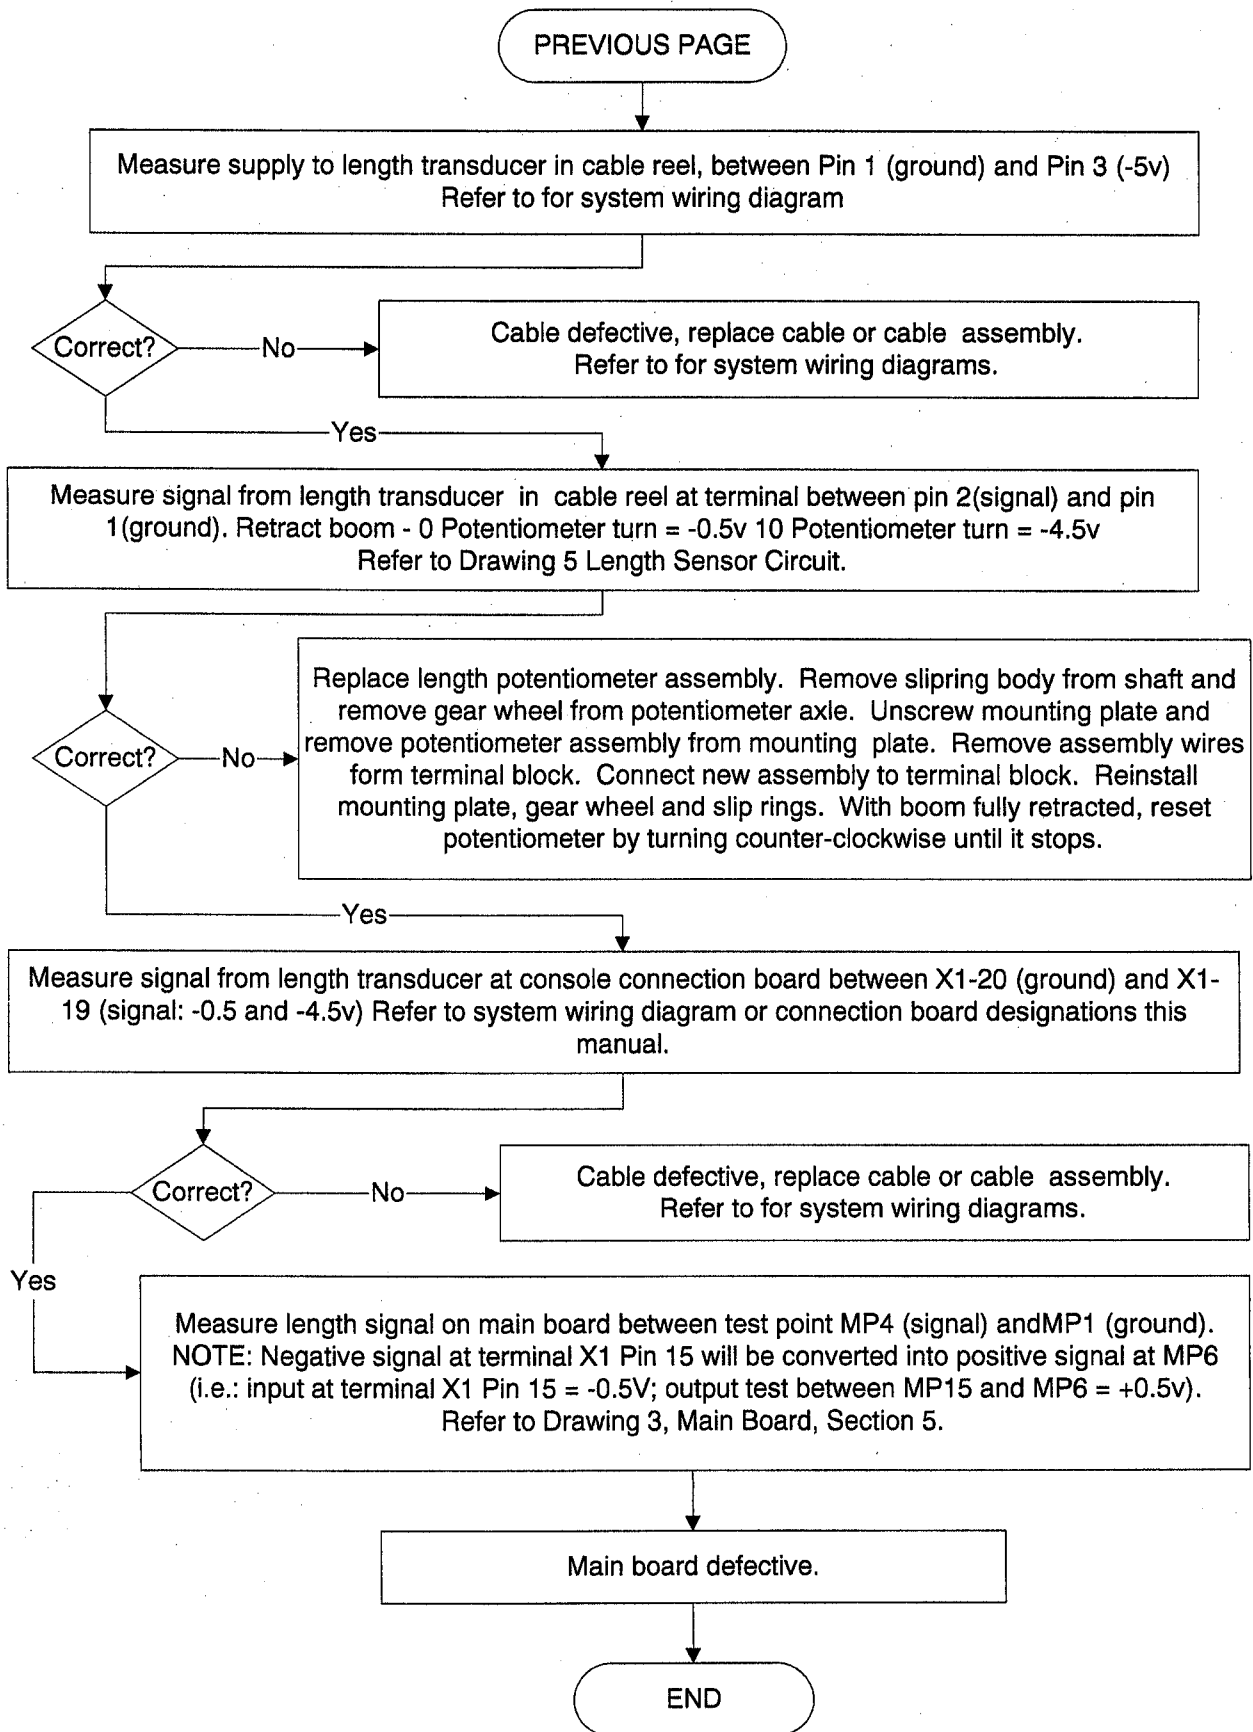 PREVIOUS PAGE
Measure supply to length transducer in cable reel, between Pin 1 (ground) and Pin 3 (-5v)
Refer to for system wiring diagram
Correct?
No
Cable defective, replace cable or cable assembly.
Refer to for system wiring diagrams.
Yes
Measure signal from length transducer in cable reel at terminal between pin 2(signal) and pin
1(ground). Retract boom - 0 Potentiometer turn = -0.5v 10 Potentiometer turn = -4.5v
Refer to Drawing 5 Length Sensor Circuit.
Correct?
No
Replace length potentiometer assembly. Remove slipring body from shaft and
remove gear wheel from potentiometer axle. Unscrew mounting plate and
remove potentiometer assembly from mounting plate. Remove assembly wires
form terminal block. Connect new assembly to terminal block. Reinstall
mounting plate, gear wheel and slip rings. With boom fully retracted, reset
potentiometer by turning counter-clockwise until it stops.
Yes
Measure signal from length transducer at console connection board between X1-20 (ground) and X1-
19 (signal: -0.5 and -4.5v) Refer to system wiring diagram or connection board designations this
manual.
Correct?
No
Cable defective, replace cable or cable assembly.
Refer to for system wiring diagrams.
Yes
Measure length signal on main board between test point MP4 (signal) andMP1 (ground).
NOTE: Negative signal at terminal X1 Pin 15 will be converted into positive signal at MP6
(i.e.: input at terminal X1 Pin 15 = -0.5V; output test between MP15 and MP6 = +0.5v).
Refer to Drawing 3, Main Board, Section 5.
Main board defective.
END